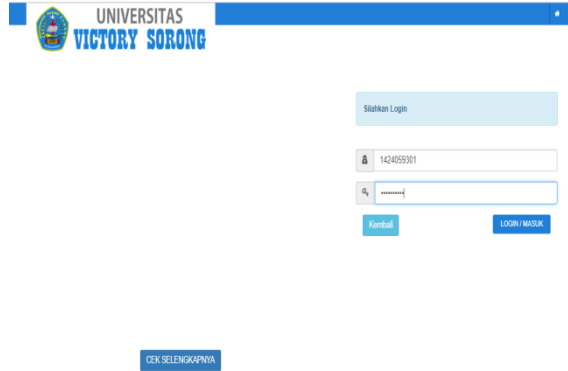 UNIVERSITAS
VICTORY SORONG
Silahkan Login
1424059301
Kembali
LOGIN / MASUK
CEK SELENGKAPNYA